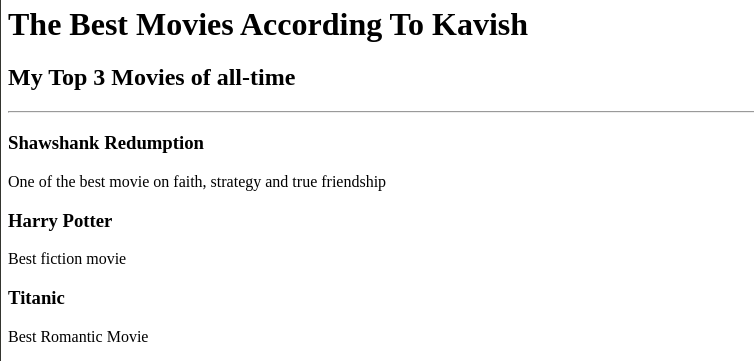 The Best Movies According To Kavish
My Top 3 Movies of all-time
Shawshank Redumption
One of the best movie on faith, strategy and true friendship
Harry Potter
Best fiction movie
Titanic
Best Romantic Movie